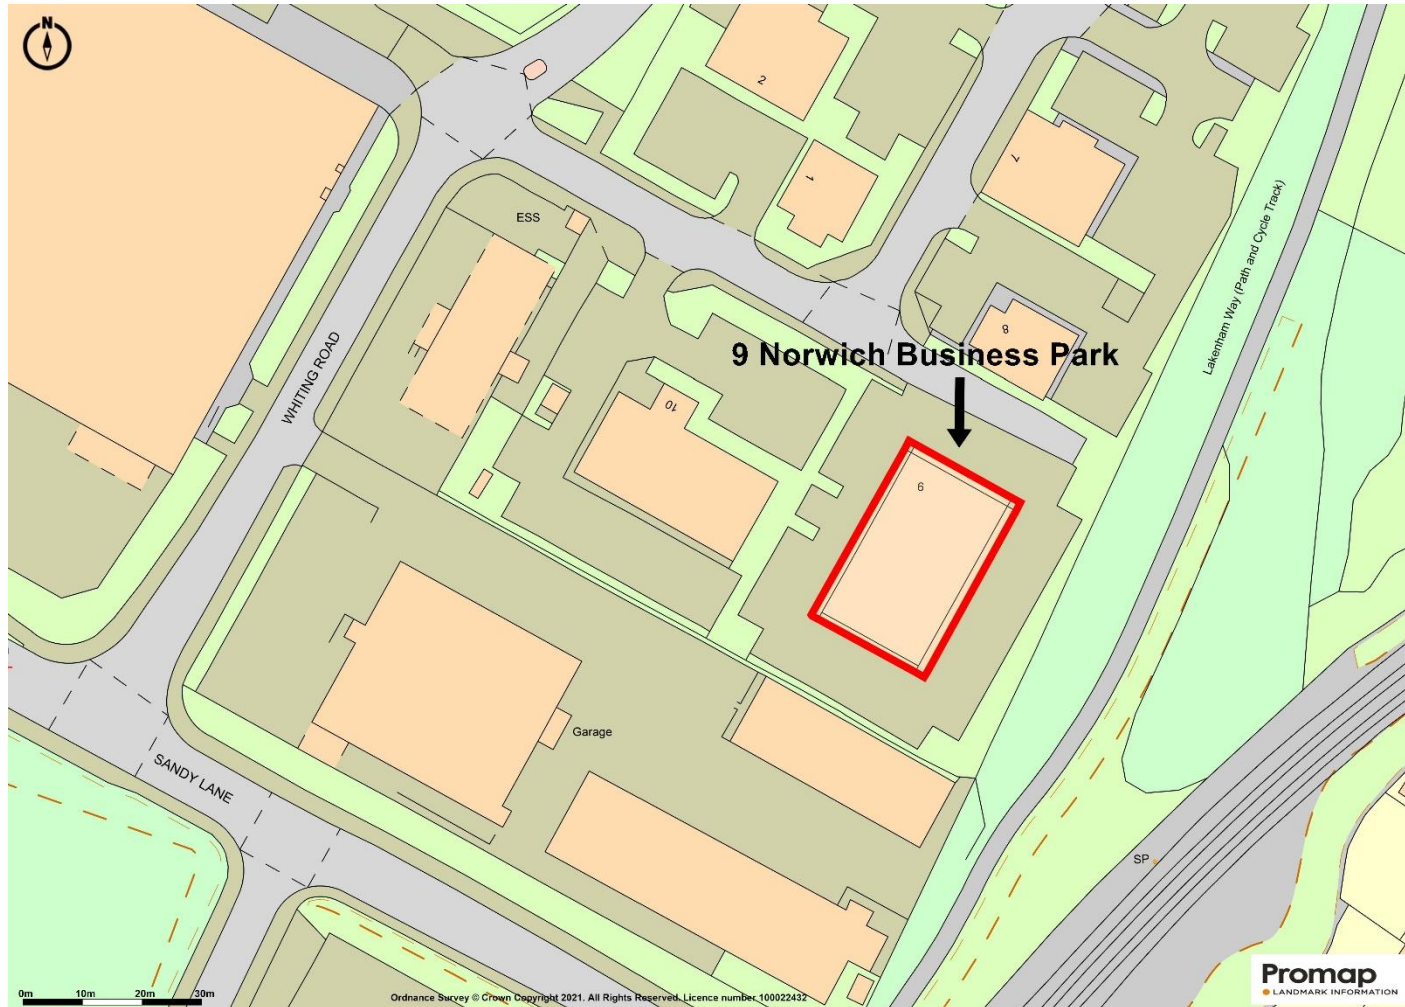 N
2
1
7
ESS
Lakenham Way (Path and Cycle Track)
8
9 Norwich Business Park
WHITING ROAD
10
9
Garage
SANDY LANE
SP
0m 10m 20m 30m
Ordnance Survey © Crown Copyright 2021. All Rights Reserved. Licence number 100022432
Promap
LANDMARK INFORMATION